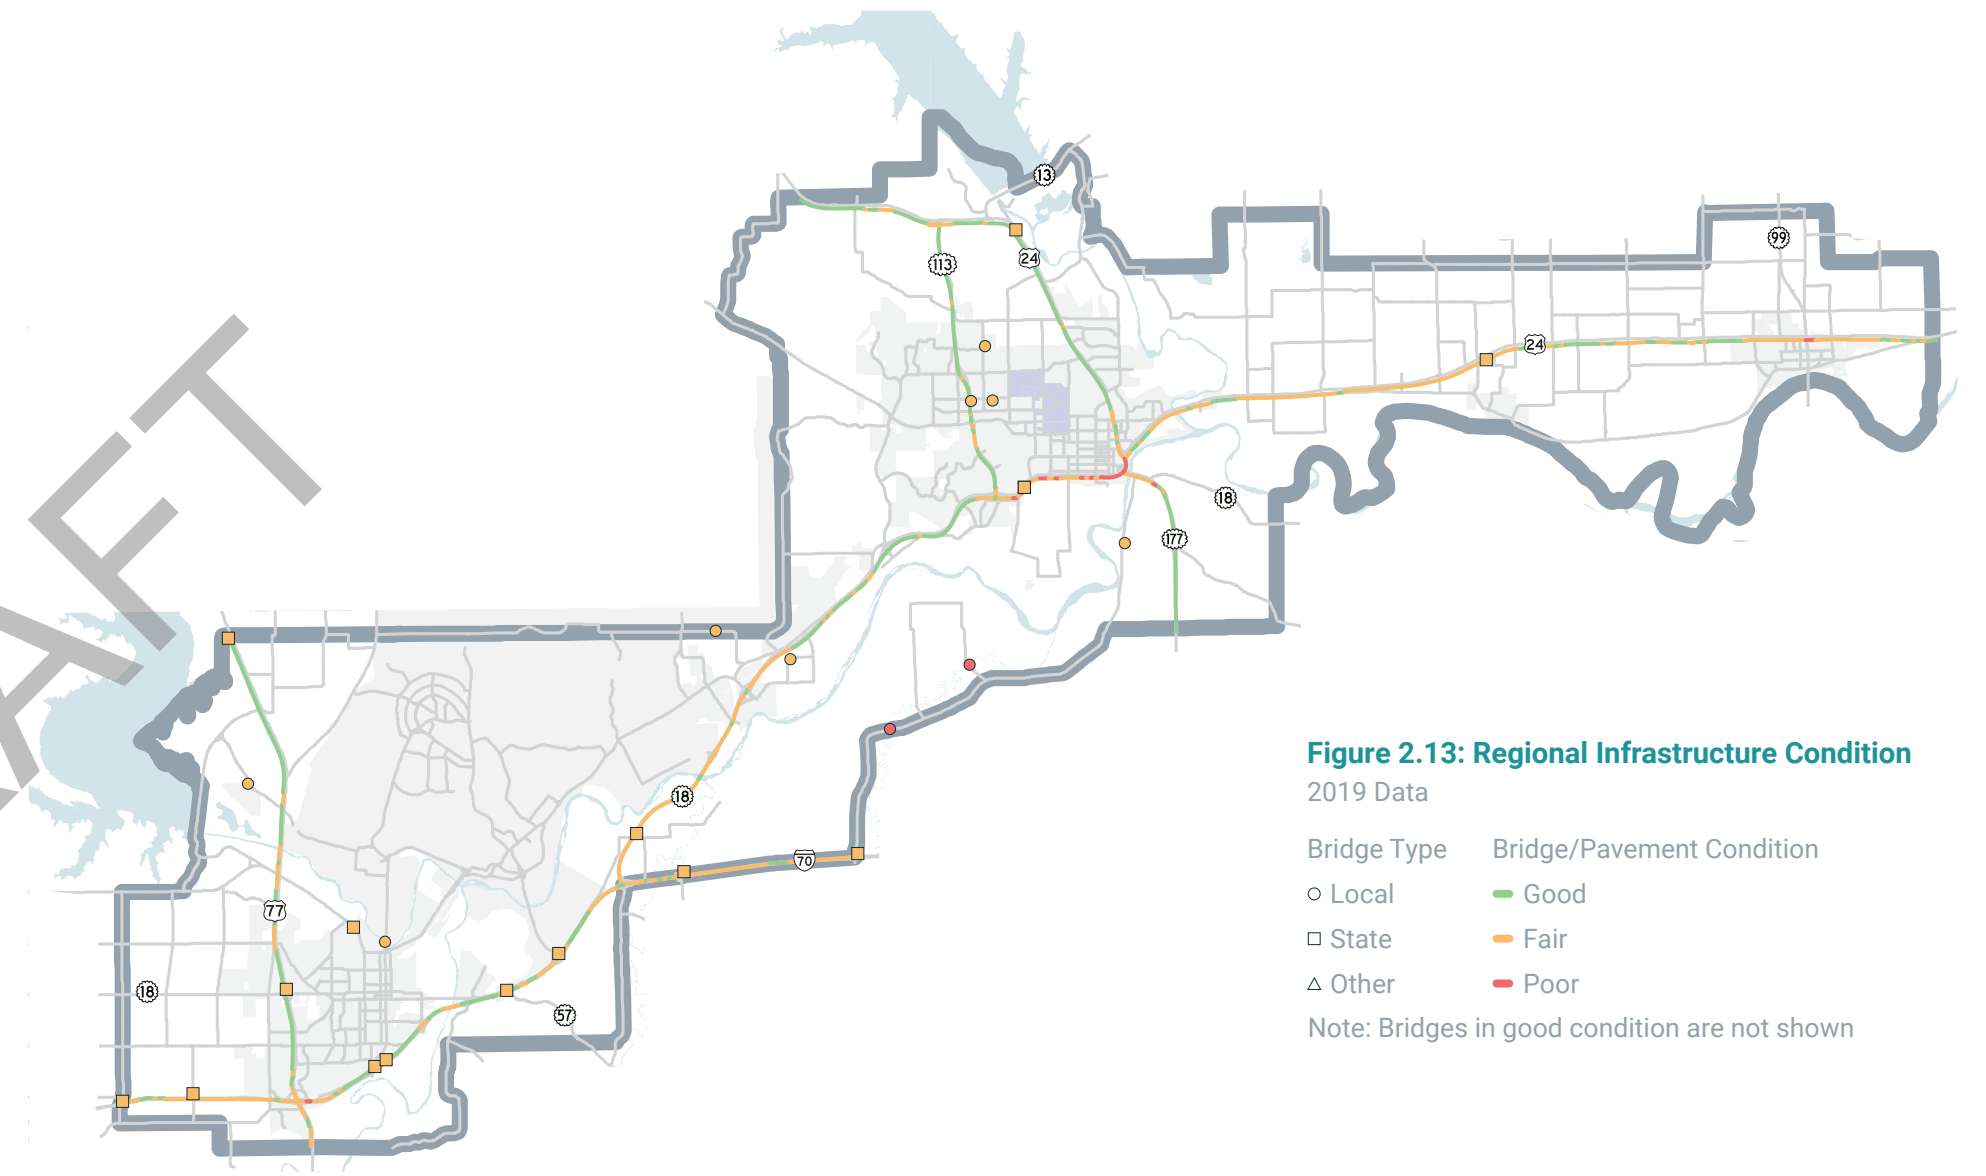 13
99
113
24
24
18
177
18
70
77
18
57
AFT
Figure 2.13: Regional Infrastructure Condition
2019 Data
Bridge Type
Bridge/Pavement Condition
Local
Good
State
Fair
Other
Poor
Note: Bridges in good condition are not shown